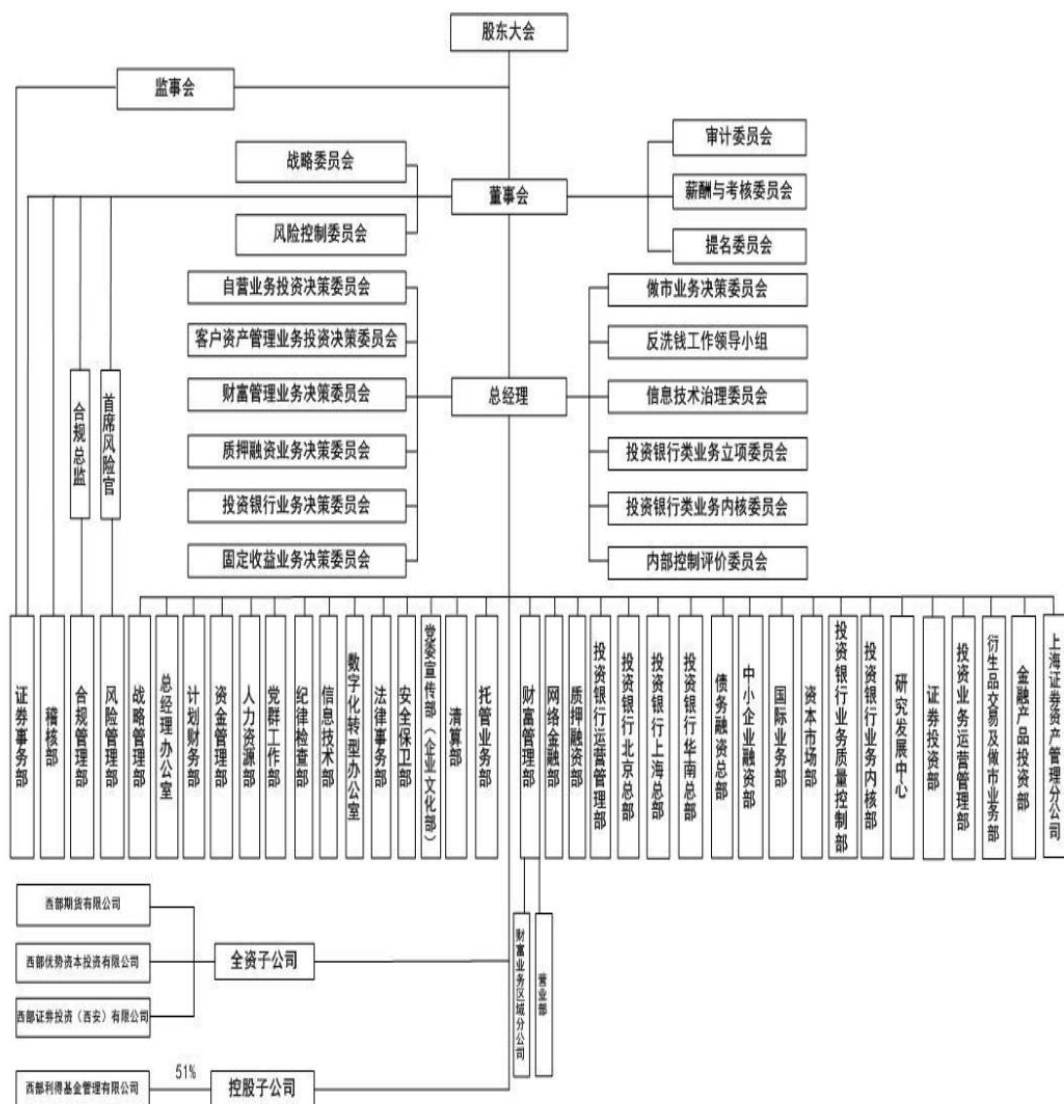 股东大会
监事会
审计委员会
战略委员会
董事会
薪酬与考核委员会
风险控制委员会
提名委员会
自营业务投资决策委员会
做市业务决策委员会
客户资产管理业务投资决策委员会
反洗钱工作领导小组
财富管理业务决策委员会
总经理
信息技术治理委员会
合规总监
首席风险官
质押融资业务决策委员会
投资银行类业务立项委员会
投资银行业务决策委员会
投资银行类业务内核委员会
固定收益业务决策委员会
内部控制评价委员会
证券事务部
稽核部
合规管理部
风险管理部
战略管理部
总经理办公室
计划财务部
资金管理部
人力资源部
党群工作部
纪律检查部
信息技术部
数字化转型办公室
法律事务部
安全保卫部
党委宣传部（企业文化部）
清算部
托管业务部
财富管理部
网络金融部
质押融资部
投资银行运营管理部
投资银行北京总部
投资银行上海总部
投资银行华南总部
债务融资总部
中小企业融资部
国际业务部
资本市场部
投资银行业务质量控制部
投资银行业务内核部
研究发展中心
证券投资部
投资业务运营管理部
衍生品交易及做市业务部
金融产品投资部
上海证券资产管理分公司
西部期货有限公司
西部优势资本投资有限公司
全资子公司
西部证券投资（西安）有限公司
财富业务区域分公司
营业部
西部利得基金管理有限公司
51%
控股子公司